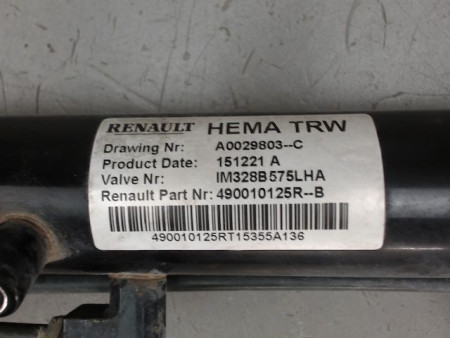 RENAULT HEMA TRW
Drawing Nr: A0029803--C
Product Date: 151221 A
Valve Nr: IM328B575LHA
Renault Part Nr: 490010125R--B
490010125RT15355A136